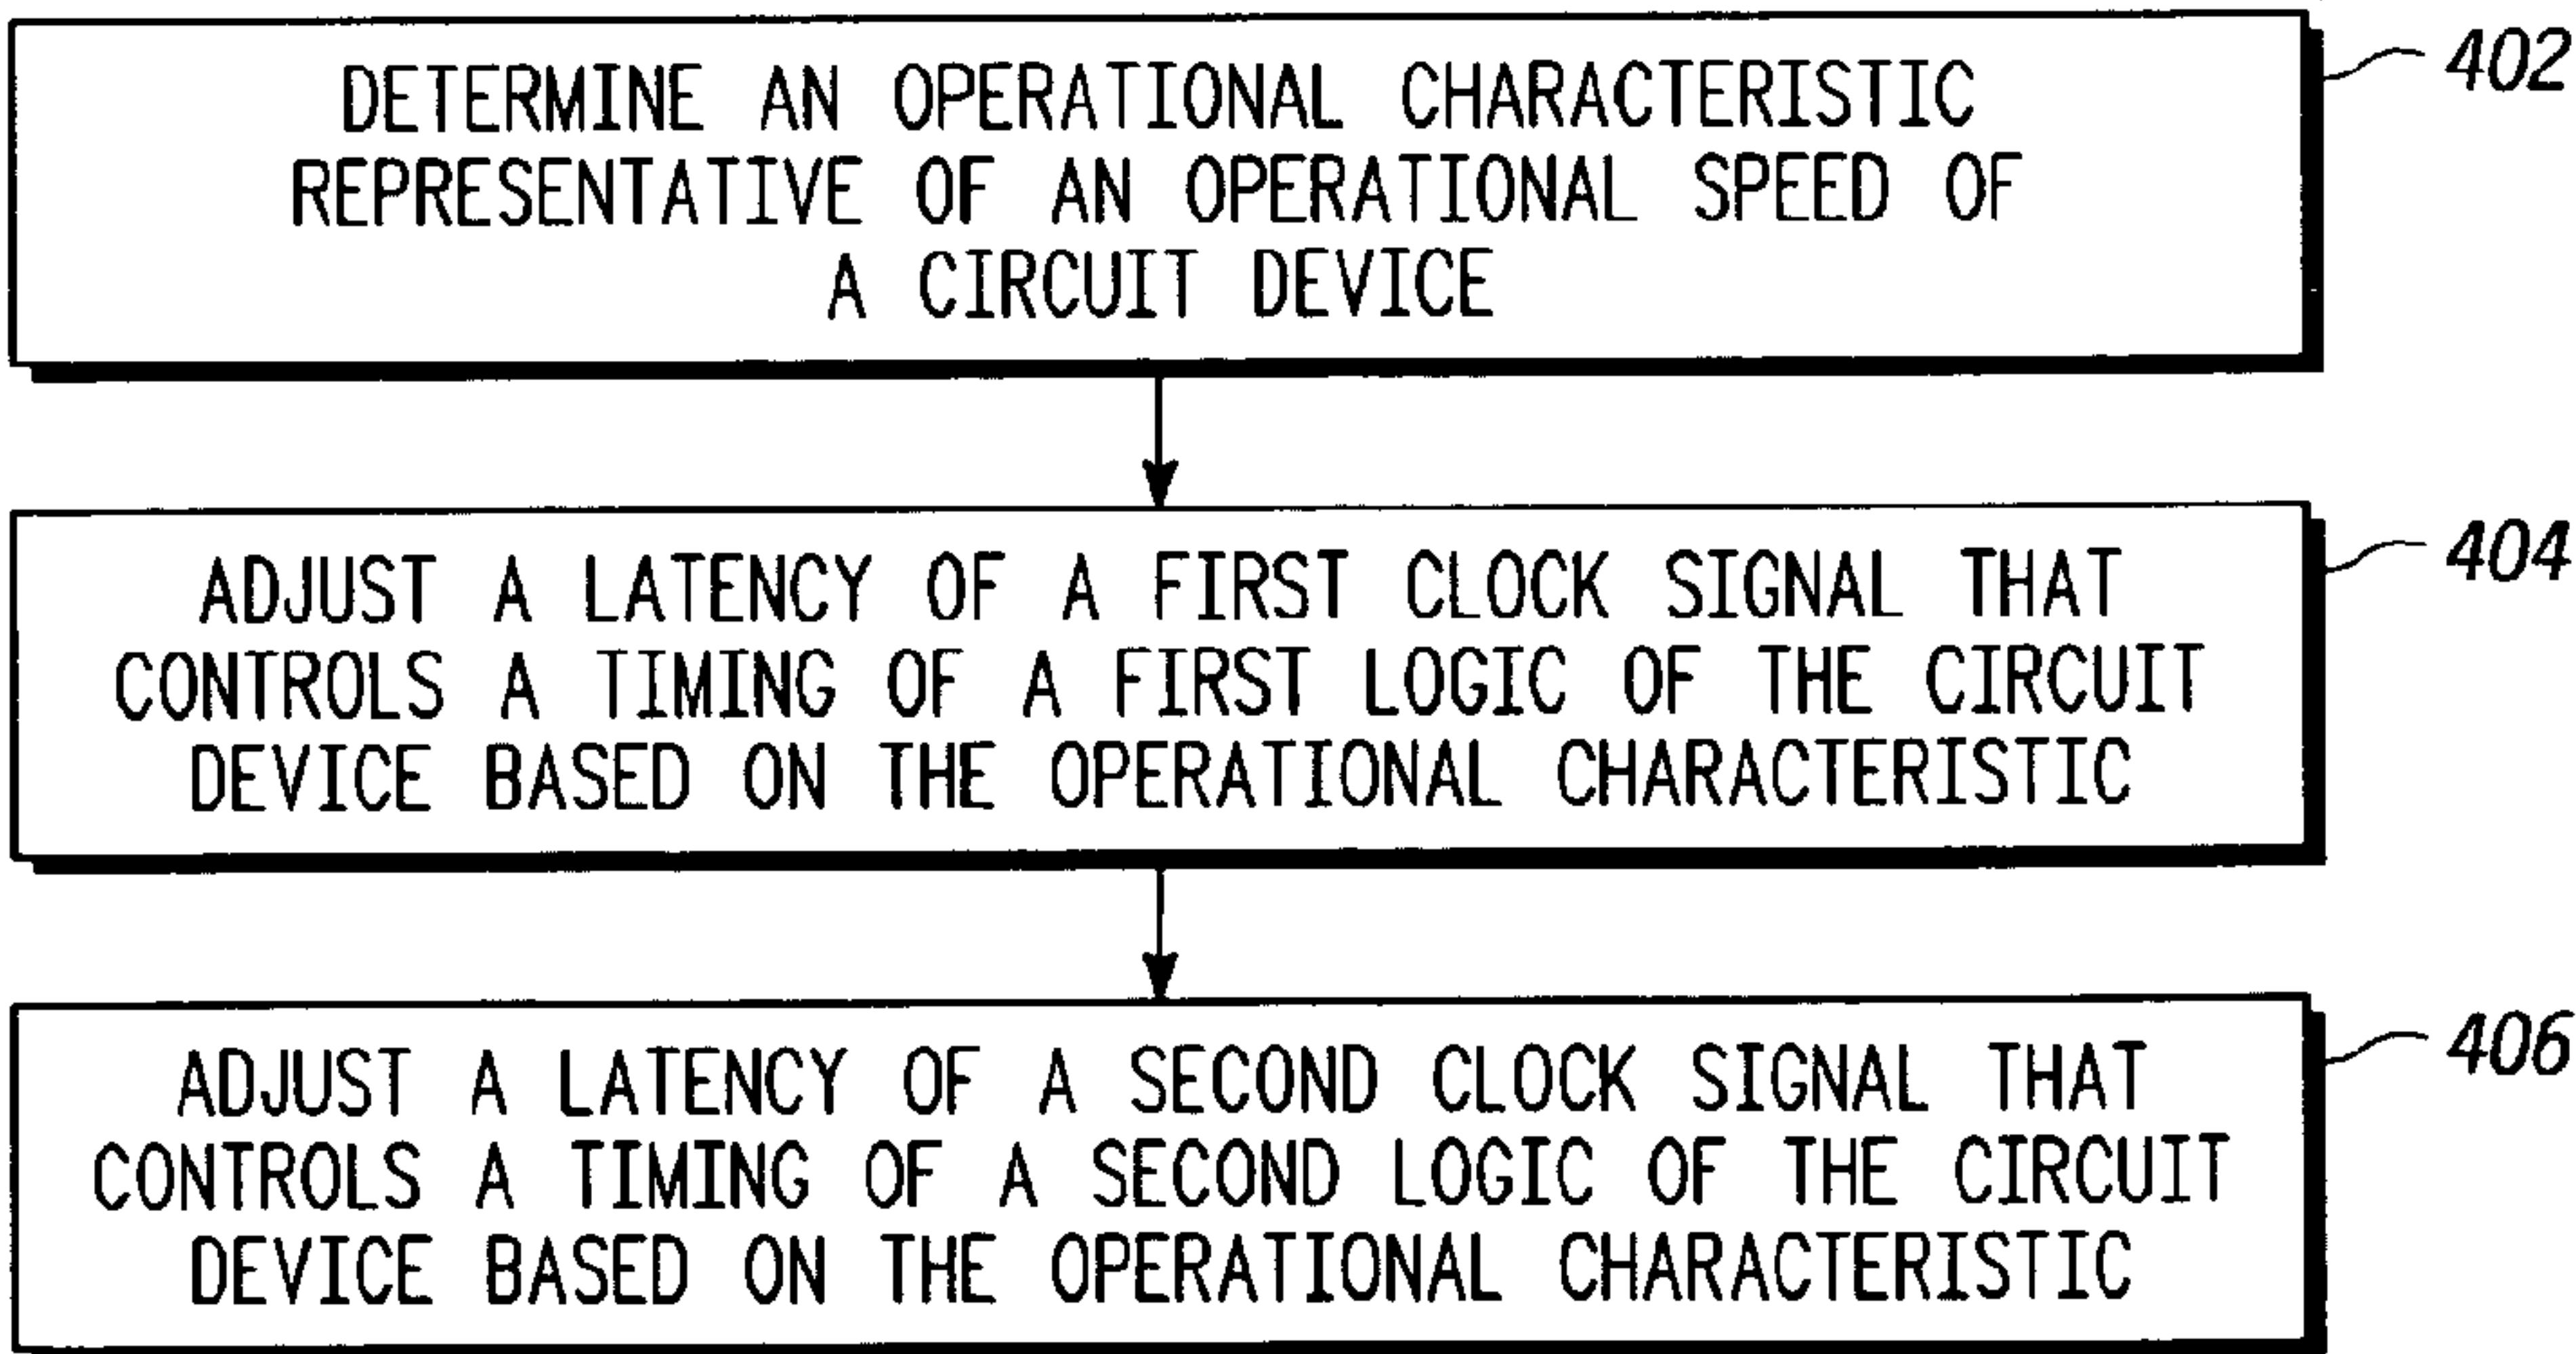 DETERMINE AN OPERATIONAL CHARACTERISTIC
REPRESENTATIVE OF AN OPERATIONAL SPEED OF
A CIRCUIT DEVICE
402
ADJUST A LATENCY OF A FIRST CLOCK SIGNAL THAT
CONTROLS A TIMING OF A FIRST LOGIC OF THE CIRCUIT
DEVICE BASED ON THE OPERATIONAL CHARACTERISTIC
404
ADJUST A LATENCY OF A SECOND CLOCK SIGNAL THAT
CONTROLS A TIMING OF A SECOND LOGIC OF THE CIRCUIT
DEVICE BASED ON THE OPERATIONAL CHARACTERISTIC
406